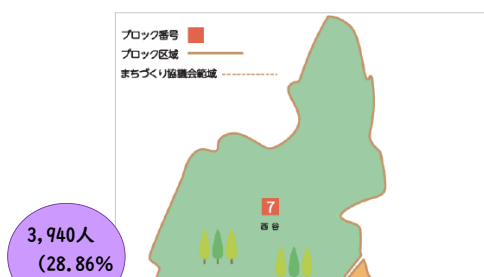 ブロック番号
ブロック区域
まちづくり協議会範域
7
西谷
3,940人
(28.86%